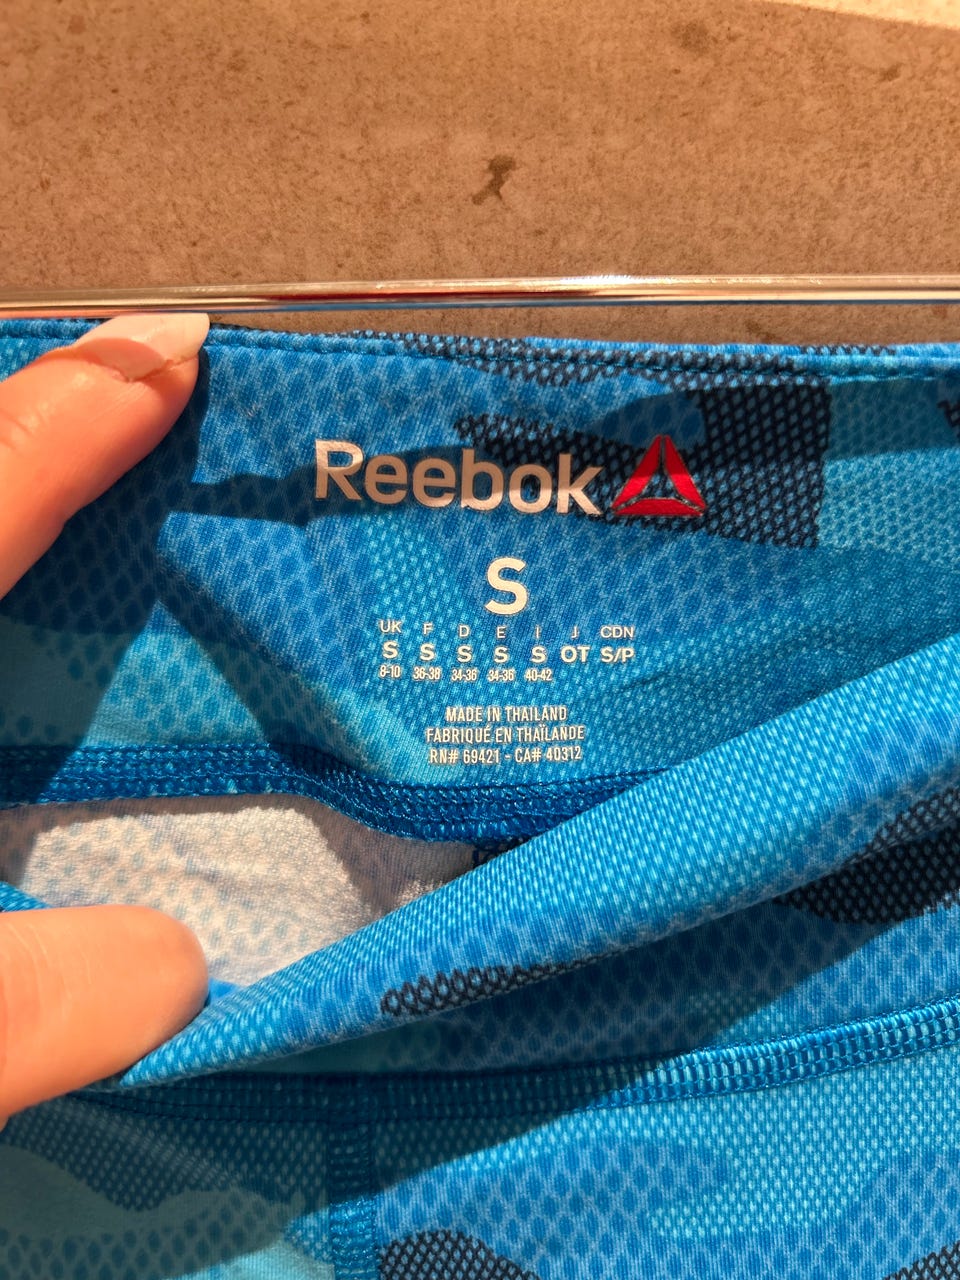 Reebok
S
UK F D E I J CDN
S S S S S OT S/P
8-10 36-38 34-36 34-36 40-42
MADE IN THAILAND
FABRIQUÉ EN THAÏLANDE
RN# 69421 - CA# 40312